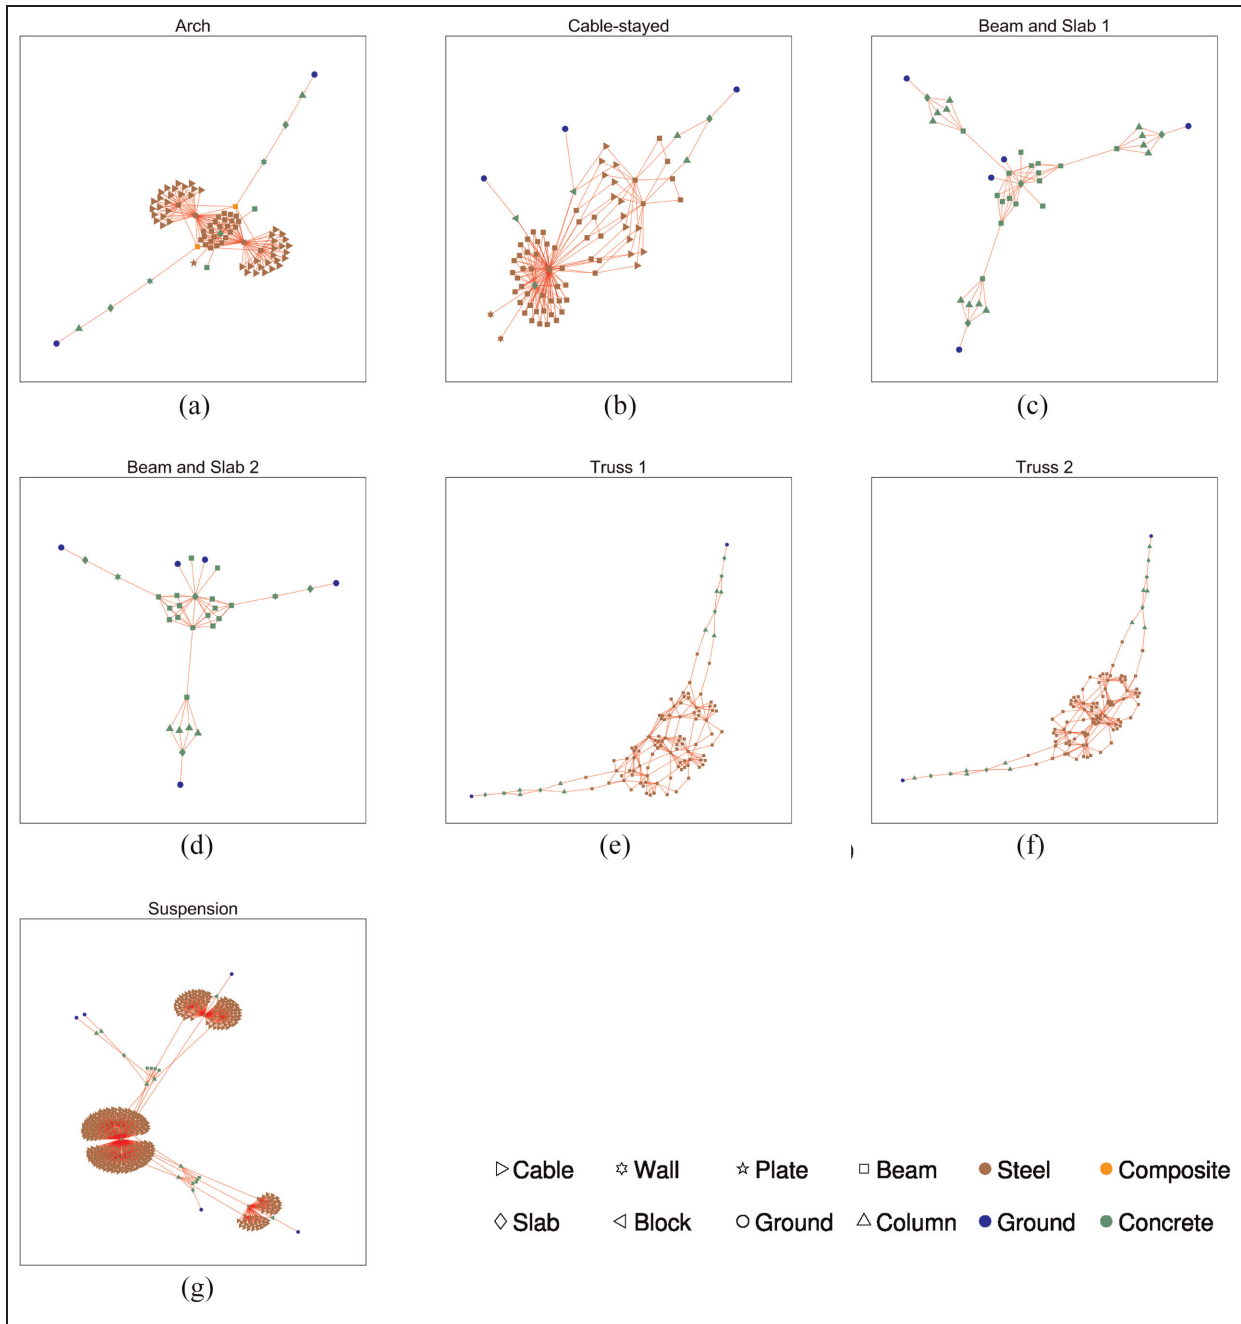 Arch
Cable-stayed
Beam and Slab 1
(a)
(b)
(c)
Beam and Slab 2
Truss 1
Truss 2
(d)
(e)
)
(f)
Suspension
(g)
Cable Wall Plate Beam Steel Composite
Slab Block Ground Column Ground Concrete